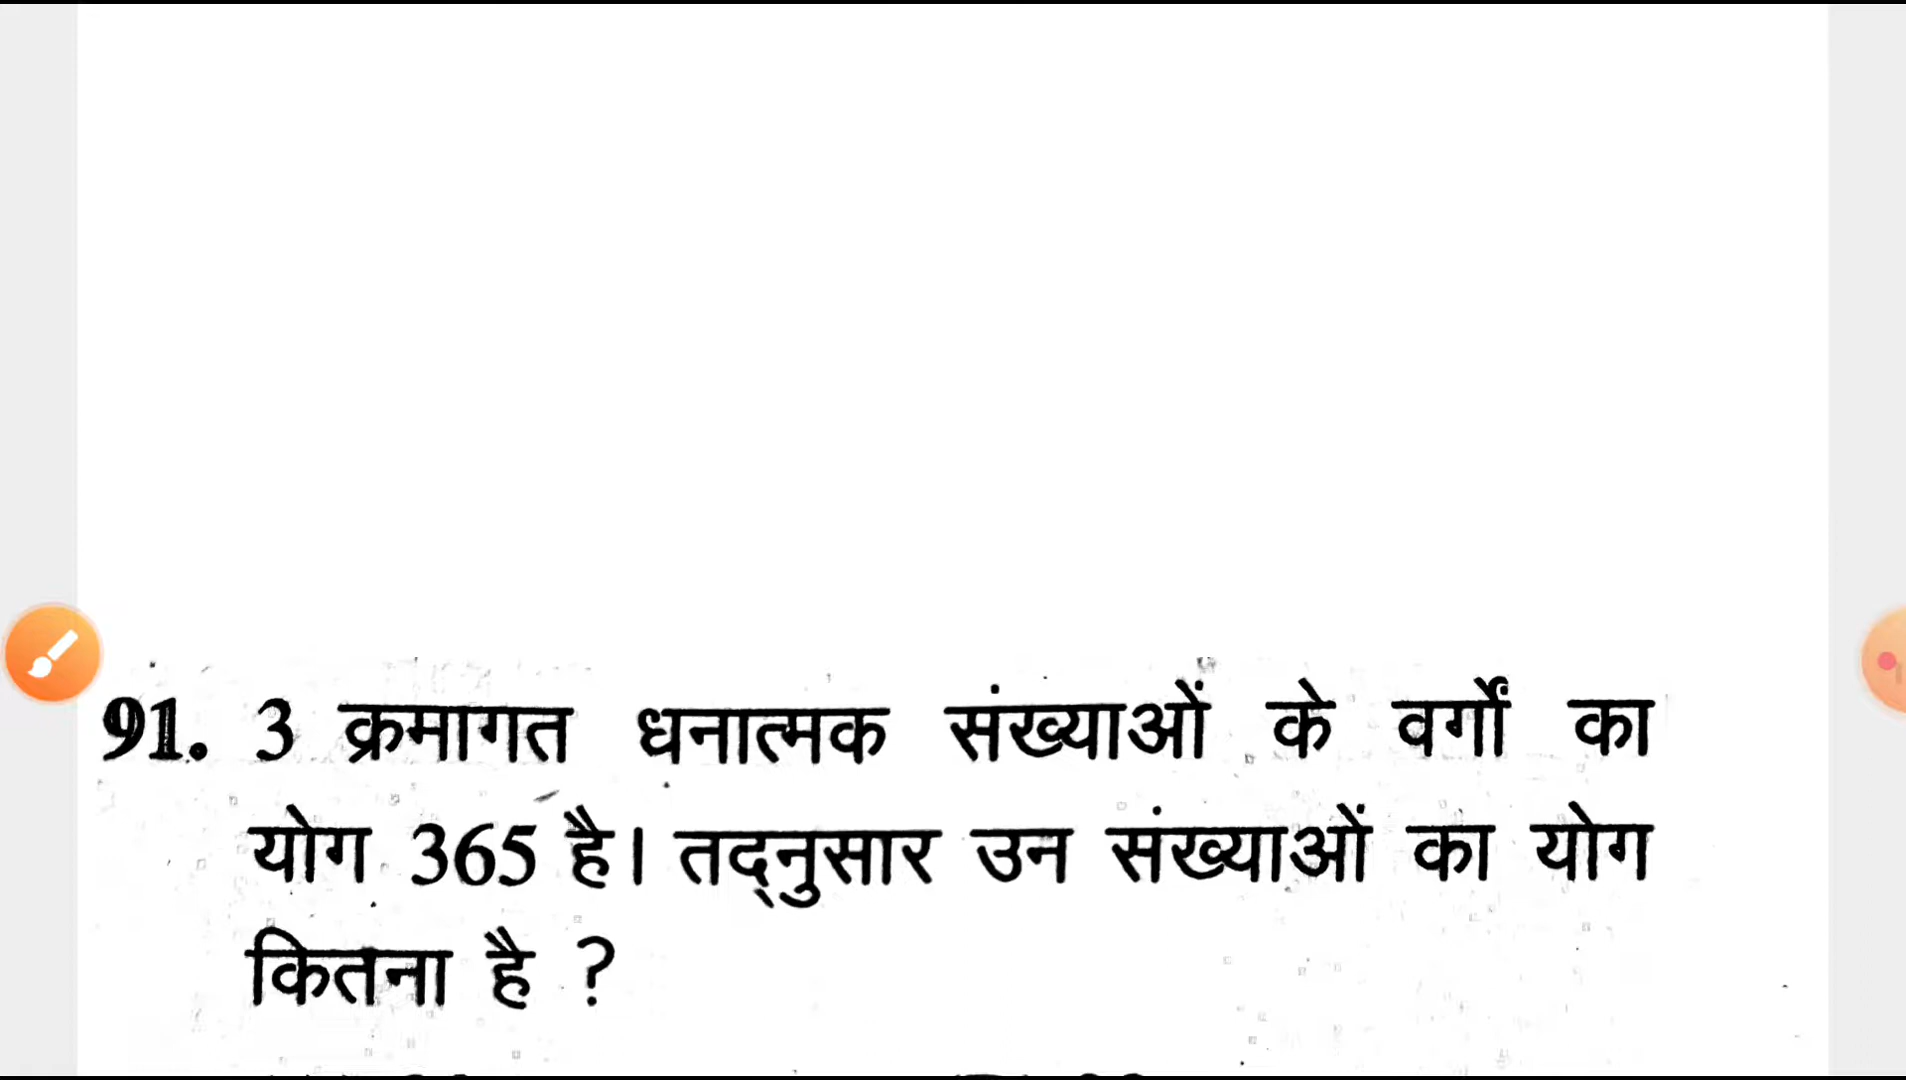 91. 3 क्रमागत धनात्मक संख्याओं के वर्गों का
योग 365 है। तद्नुसार उन संख्याओं का योग
कितना है ?